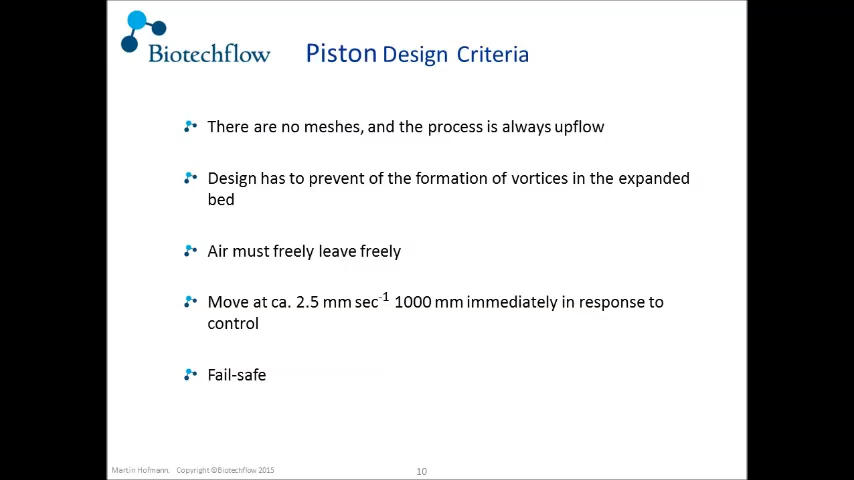 Biotechflow
Piston Design Criteria
There are no meshes, and the process is always upflow
Design has to prevent of the formation of vortices in the expanded
bed
Air must freely leave freely
Move at ca. 2.5 mm sec⁻¹ 1000 mm immediately in response to
control
Fail-safe
Martin Hofmann. Copyright ©Biotechflow 2015
10